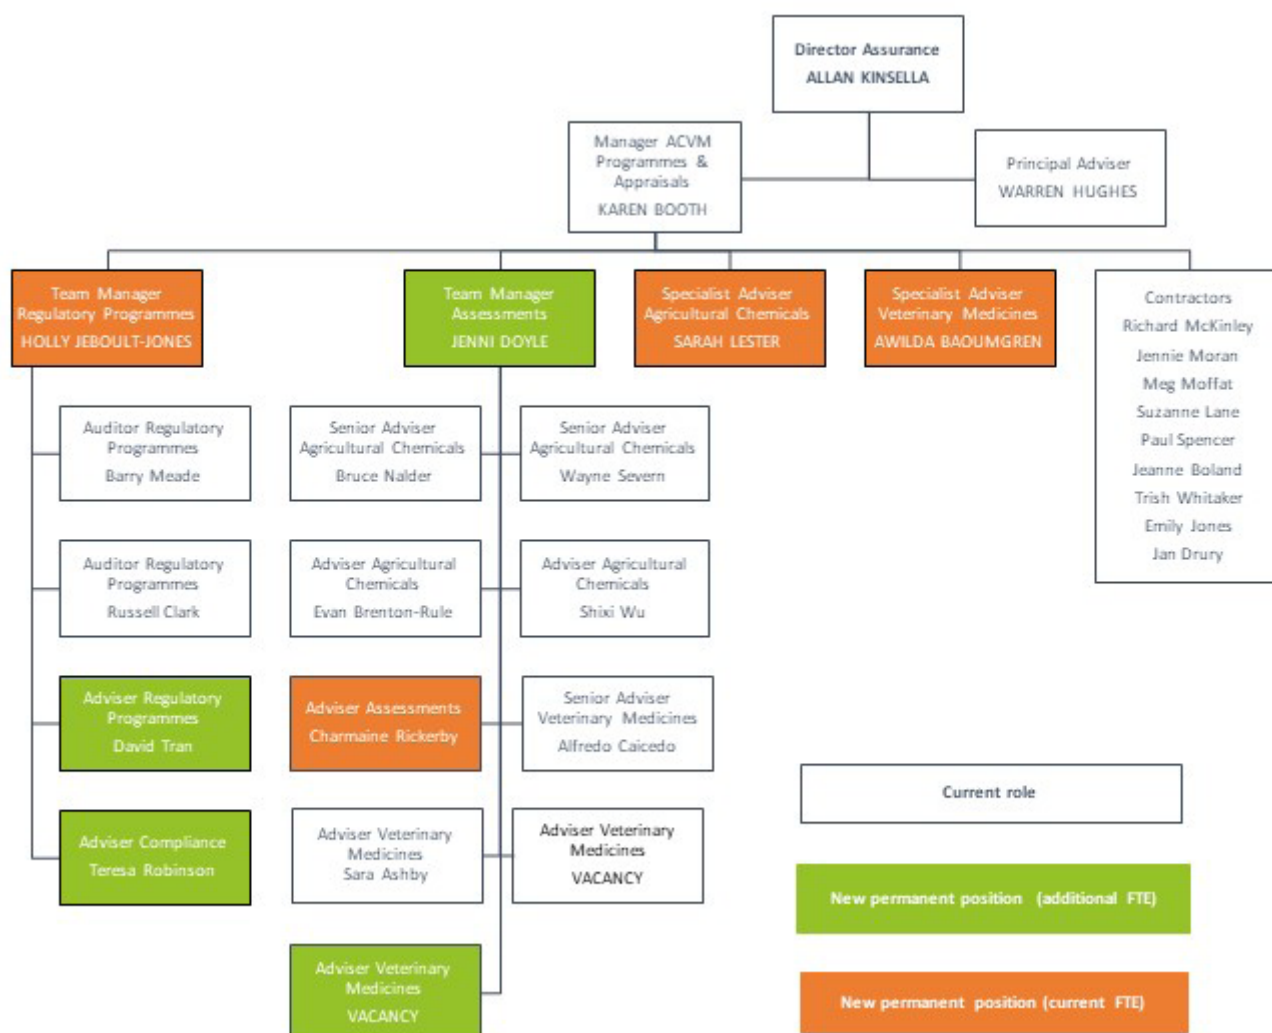 Director Assurance
ALLAN KINSELLA
Manager ACVM
Programmes &
Appraisals
KAREN BOOTH
Principal Adviser
WARREN HUGHES
Team Manager
Regulatory Programmes
HOLLY JEBOULT-JONES
Team Manager
Assessments
JENNI DOYLE
Specialist Adviser
Agricultural Chemicals
SARAH LESTER
Specialist Adviser
Veterinary Medicines
AWILDA BAOUMGREN
Contractors
Richard McKinley
Jennie Moran
Meg Moffat
Suzanne Lane
Paul Spencer
Jeanne Boland
Trish Whitaker
Emily Jones
Jan Drury
Auditor Regulatory
Programmes
Barry Meade
Senior Adviser
Agricultural Chemicals
Bruce Nalder
Senior Adviser
Agricultural Chemicals
Wayne Severn
Auditor Regulatory
Programmes
Russell Clark
Adviser Agricultural
Chemicals
Evan Brenton-Rule
Adviser Agricultural
Chemicals
Shixi Wu
Adviser Regulatory
Programmes
David Tran
Adviser Assessments
Charmaine Rickerby
Senior Adviser
Veterinary Medicines
Alfredo Caicedo
Adviser Compliance
Teresa Robinson
Adviser Veterinary
Medicines
Sara Ashby
Adviser Veterinary
Medicines
VACANCY
Adviser Veterinary
Medicines
VACANCY
Current role
New permanent position (additional FTE)
New permanent position (current FTE)